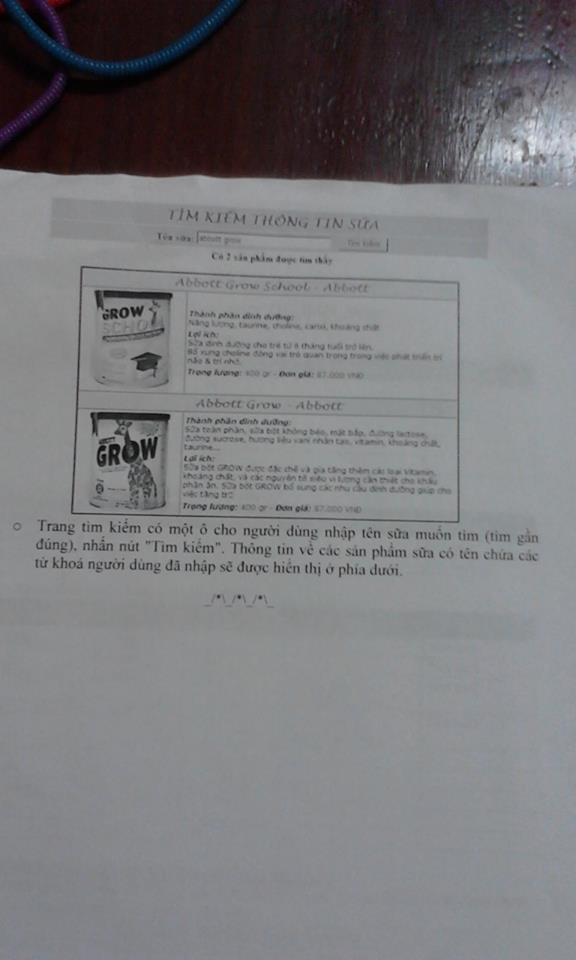 TÌM KIẾM THÔNG TIN SỮA
Tên sữa: abbott grow Tìm kiếm
Có 2 sản phẩm được tìm thấy
Abbott Grow School - Abbott
GROW
SCHOOL
Thành phần dinh dưỡng:
Năng lượng, taurine, choline, canxi, khoáng chất
Lợi ích:
Sữa dinh dưỡng cho trẻ từ 6 tháng tuổi trở lên.
Bổ xung choline đóng vai trò quan trọng trong việc phát triển trí
não & trí nhớ.
Trọng lượng: 400 gr - Đơn giá: 87.000 VNĐ
Abbott Grow - Abbott
GROW
Thành phần dinh dưỡng:
Sữa toàn phần, sữa bột không béo, mật bắp, đường lactose,
đường sucrose, hương liệu vani nhân tạo, vitamin, khoáng chất,
taurine...
Lợi ích:
Sữa bột GROW được đặc chế và gia tăng thêm các loại Vitamin,
khoáng chất, và các nguyên tố siêu vi lượng cần thiết cho khẩu
phần ăn. Sữa bột GROW bổ sung các nhu cầu dinh dưỡng giúp cho
việc tăng tr
Trọng lượng: 400 gr - Đơn giá: 87.000 VNĐ
○ Trang tìm kiếm có một ô cho người dùng nhập tên sữa muốn tìm (tìm gần
đúng), nhấn nút "Tìm kiếm". Thông tin về các sản phẩm sữa có tên chứa các
từ khoá người dùng đã nhập sẽ được hiển thị ở phía dưới.
_/*\_/*\_/*\_